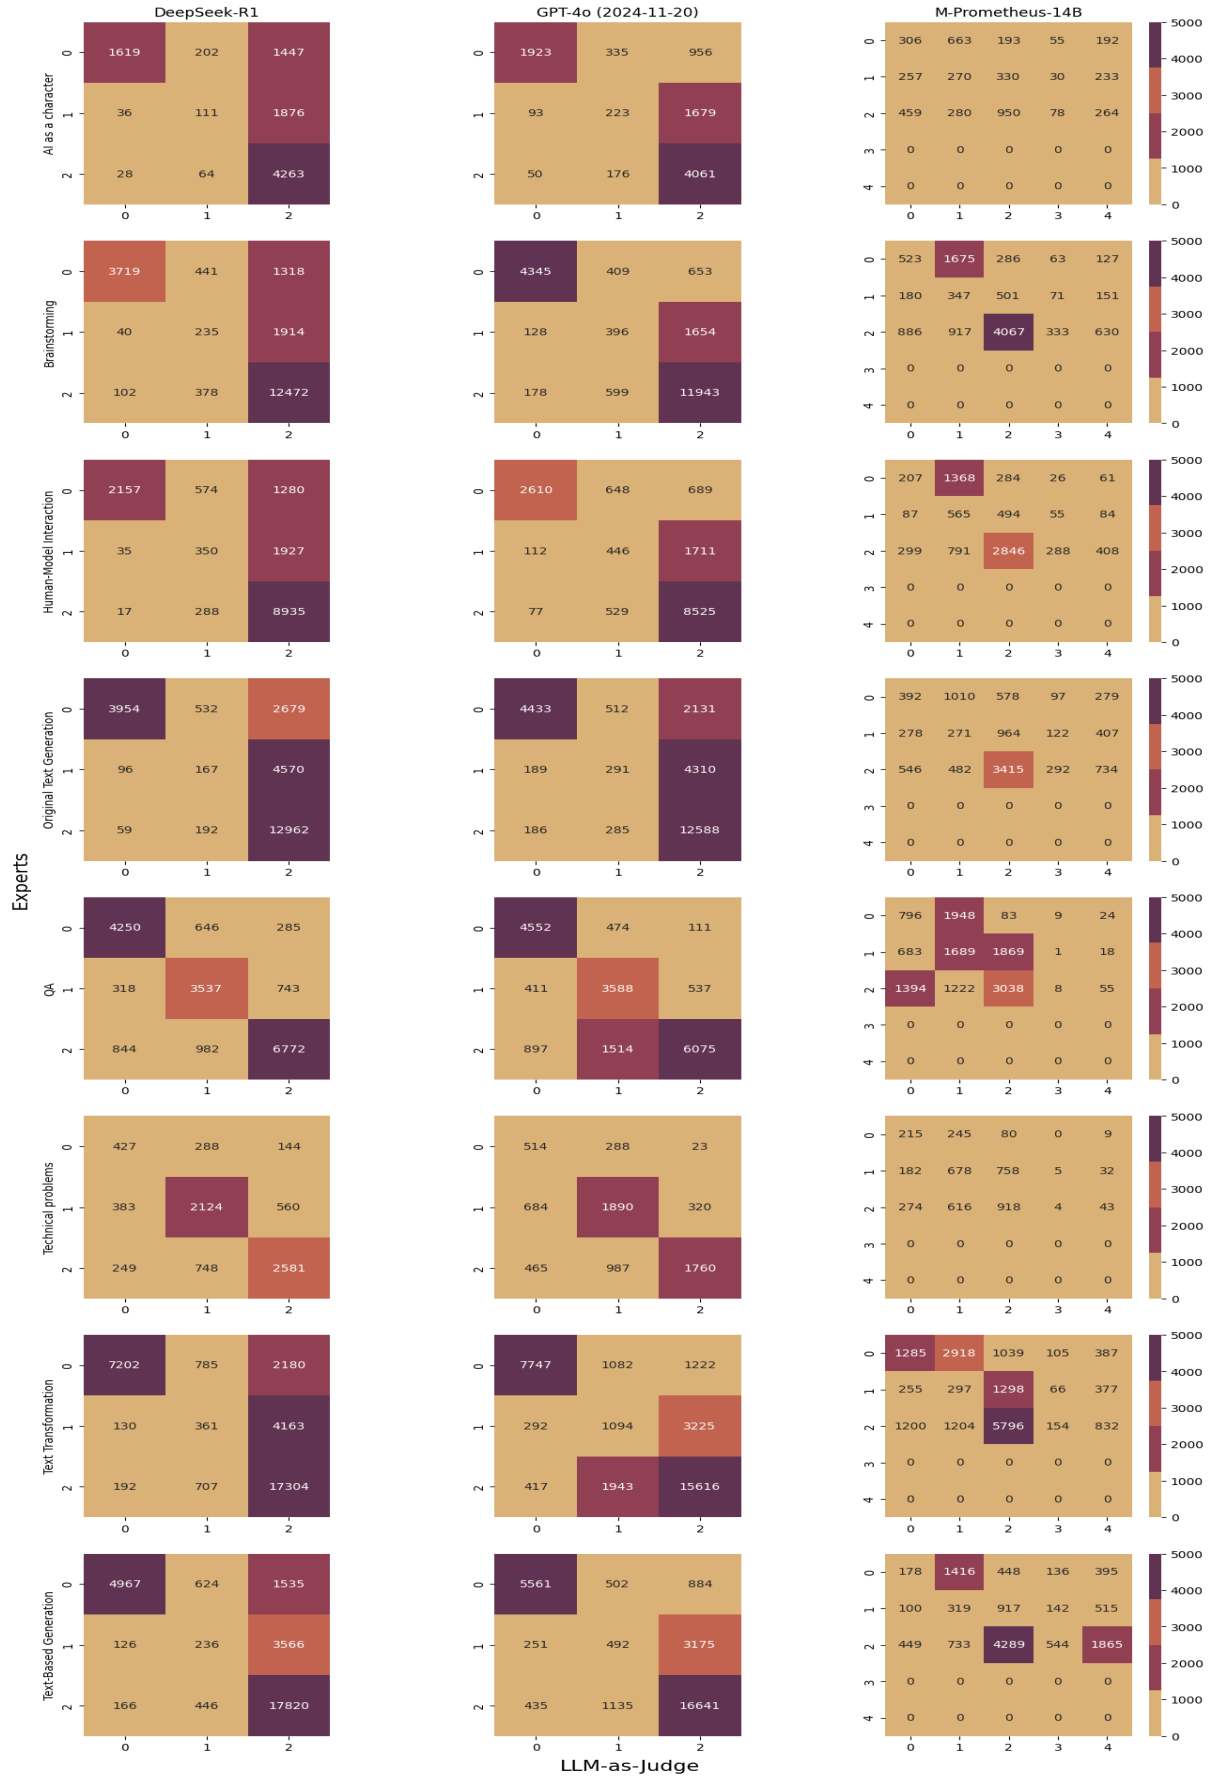 DeepSeek-R1 GPT-4o (2024-11-20) M-Prometheus-14B
Experts
AI as a character
0 1619 202 1447
1 36 111 1876
2 28 64 4263
0 1 2
0 1923 335 956
1 93 223 1679
2 50 176 4061
0 1 2
0 306 663 193 55 192
1 257 270 330 30 233
2 459 280 950 78 264
3 0 0 0 0 0
4 0 0 0 0 0
0 1 2 3 4
5000
4000
3000
2000
1000
0
Brainstorming
0 3719 441 1318
1 40 235 1914
2 102 378 12472
0 1 2
0 4345 409 653
1 128 396 1654
2 178 599 11943
0 1 2
0 523 1675 286 63 127
1 180 347 501 71 151
2 886 917 4067 333 630
3 0 0 0 0 0
4 0 0 0 0 0
0 1 2 3 4
5000
4000
3000
2000
1000
0
Human-Model Interaction
0 2157 574 1280
1 35 350 1927
2 17 288 8935
0 1 2
0 2610 648 689
1 112 446 1711
2 77 529 8525
0 1 2
0 207 1368 284 26 61
1 87 565 494 55 84
2 299 791 2846 288 408
3 0 0 0 0 0
4 0 0 0 0 0
0 1 2 3 4
5000
4000
3000
2000
1000
0
Original Text Generation
0 3954 532 2679
1 96 167 4570
2 59 192 12962
0 1 2
0 4433 512 2131
1 189 291 4310
2 186 285 12588
0 1 2
0 392 1010 578 97 279
1 278 271 964 122 407
2 546 482 3415 292 734
3 0 0 0 0 0
4 0 0 0 0 0
0 1 2 3 4
5000
4000
3000
2000
1000
0
QA
0 4250 646 285
1 318 3537 743
2 844 982 6772
0 1 2
0 4552 474 111
1 411 3588 537
2 897 1514 6075
0 1 2
0 796 1948 83 9 24
1 683 1689 1869 1 18
2 1394 1222 3038 8 55
3 0 0 0 0 0
4 0 0 0 0 0
0 1 2 3 4
5000
4000
3000
2000
1000
0
Technical problems
0 427 288 144
1 383 2124 560
2 249 748 2581
0 1 2
0 514 288 23
1 684 1890 320
2 465 987 1760
0 1 2
0 215 245 80 0 9
1 182 678 758 5 32
2 274 616 918 4 43
3 0 0 0 0 0
4 0 0 0 0 0
0 1 2 3 4
5000
4000
3000
2000
1000
0
Text Transformation
0 7202 785 2180
1 130 361 4163
2 192 707 17304
0 1 2
0 7747 1082 1222
1 292 1094 3225
2 417 1943 15616
0 1 2
0 1285 2918 1039 105 387
1 255 297 1298 66 377
2 1200 1204 5796 154 832
3 0 0 0 0 0
4 0 0 0 0 0
0 1 2 3 4
5000
4000
3000
2000
1000
0
Text-Based Generation
0 4967 624 1535
1 126 236 3566
2 166 446 17820
0 1 2
0 5561 502 884
1 251 492 3175
2 435 1135 16641
0 1 2
0 178 1416 448 136 395
1 100 319 917 142 515
2 449 733 4289 544 1865
3 0 0 0 0 0
4 0 0 0 0 0
0 1 2 3 4
5000
4000
3000
2000
1000
0
LLM-as-Judge